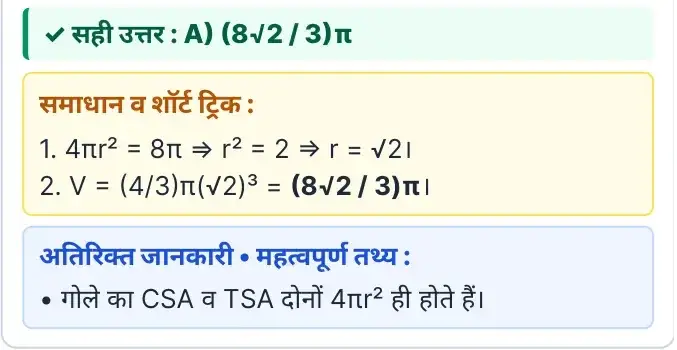 ✓ सही उत्तर : A) (8√2 / 3)π
समाधान व शॉर्ट ट्रिक :
1. 4πr² = 8π ⇒ r² = 2 ⇒ r = √2।
2. V = (4/3)π(√2)³ = (8√2 / 3)π।
अतिरिक्त जानकारी • महत्वपूर्ण तथ्य :
• गोले का CSA व TSA दोनों 4πr² ही होते हैं।